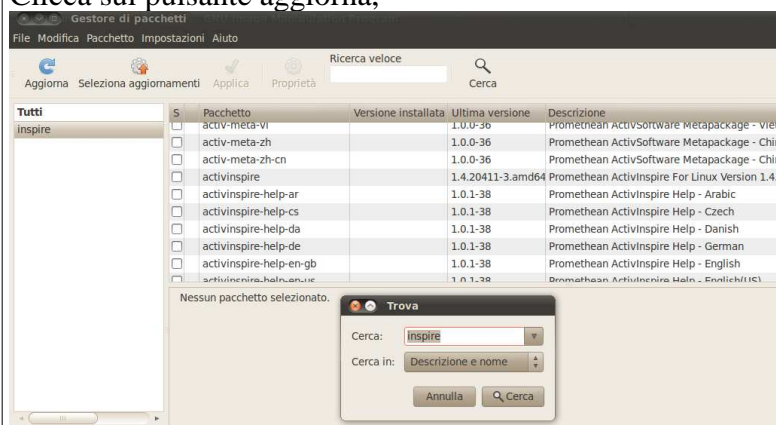 Clicca sul pulsante aggiorna;
Gestore di pacchetti
File Modifica Pacchetto Impostazioni Aiuto
Ricerca veloce
Aggiorna Seleziona aggiornamenti Applica Proprietà Cerca
Tutti
inspire
S Pacchetto Versione installata Ultima versione Descrizione
activ-meta-vi 1.0.0-36 Promethean ActivSoftware Metapackage - Vie
activ-meta-zh 1.0.0-36 Promethean ActivSoftware Metapackage - Chi
activ-meta-zh-cn 1.0.0-36 Promethean ActivSoftware Metapackage - Chi
activinspire 1.4.20411-3.amd64 Promethean ActivInspire For Linux Version 1.4.
activinspire-help-ar 1.0.1-38 Promethean ActivInspire Help - Arabic
activinspire-help-cs 1.0.1-38 Promethean ActivInspire Help - Czech
activinspire-help-da 1.0.1-38 Promethean ActivInspire Help - Danish
activinspire-help-de 1.0.1-38 Promethean ActivInspire Help - German
activinspire-help-en-gb 1.0.1-38 Promethean ActivInspire Help - English
activinspire-help-en-us 1.0.1-38 Promethean ActivInspire Help - English(US)
Nessun pacchetto selezionato.
Trova
Cerca: inspire
Cerca in: Descrizione e nome
Annulla Cerca